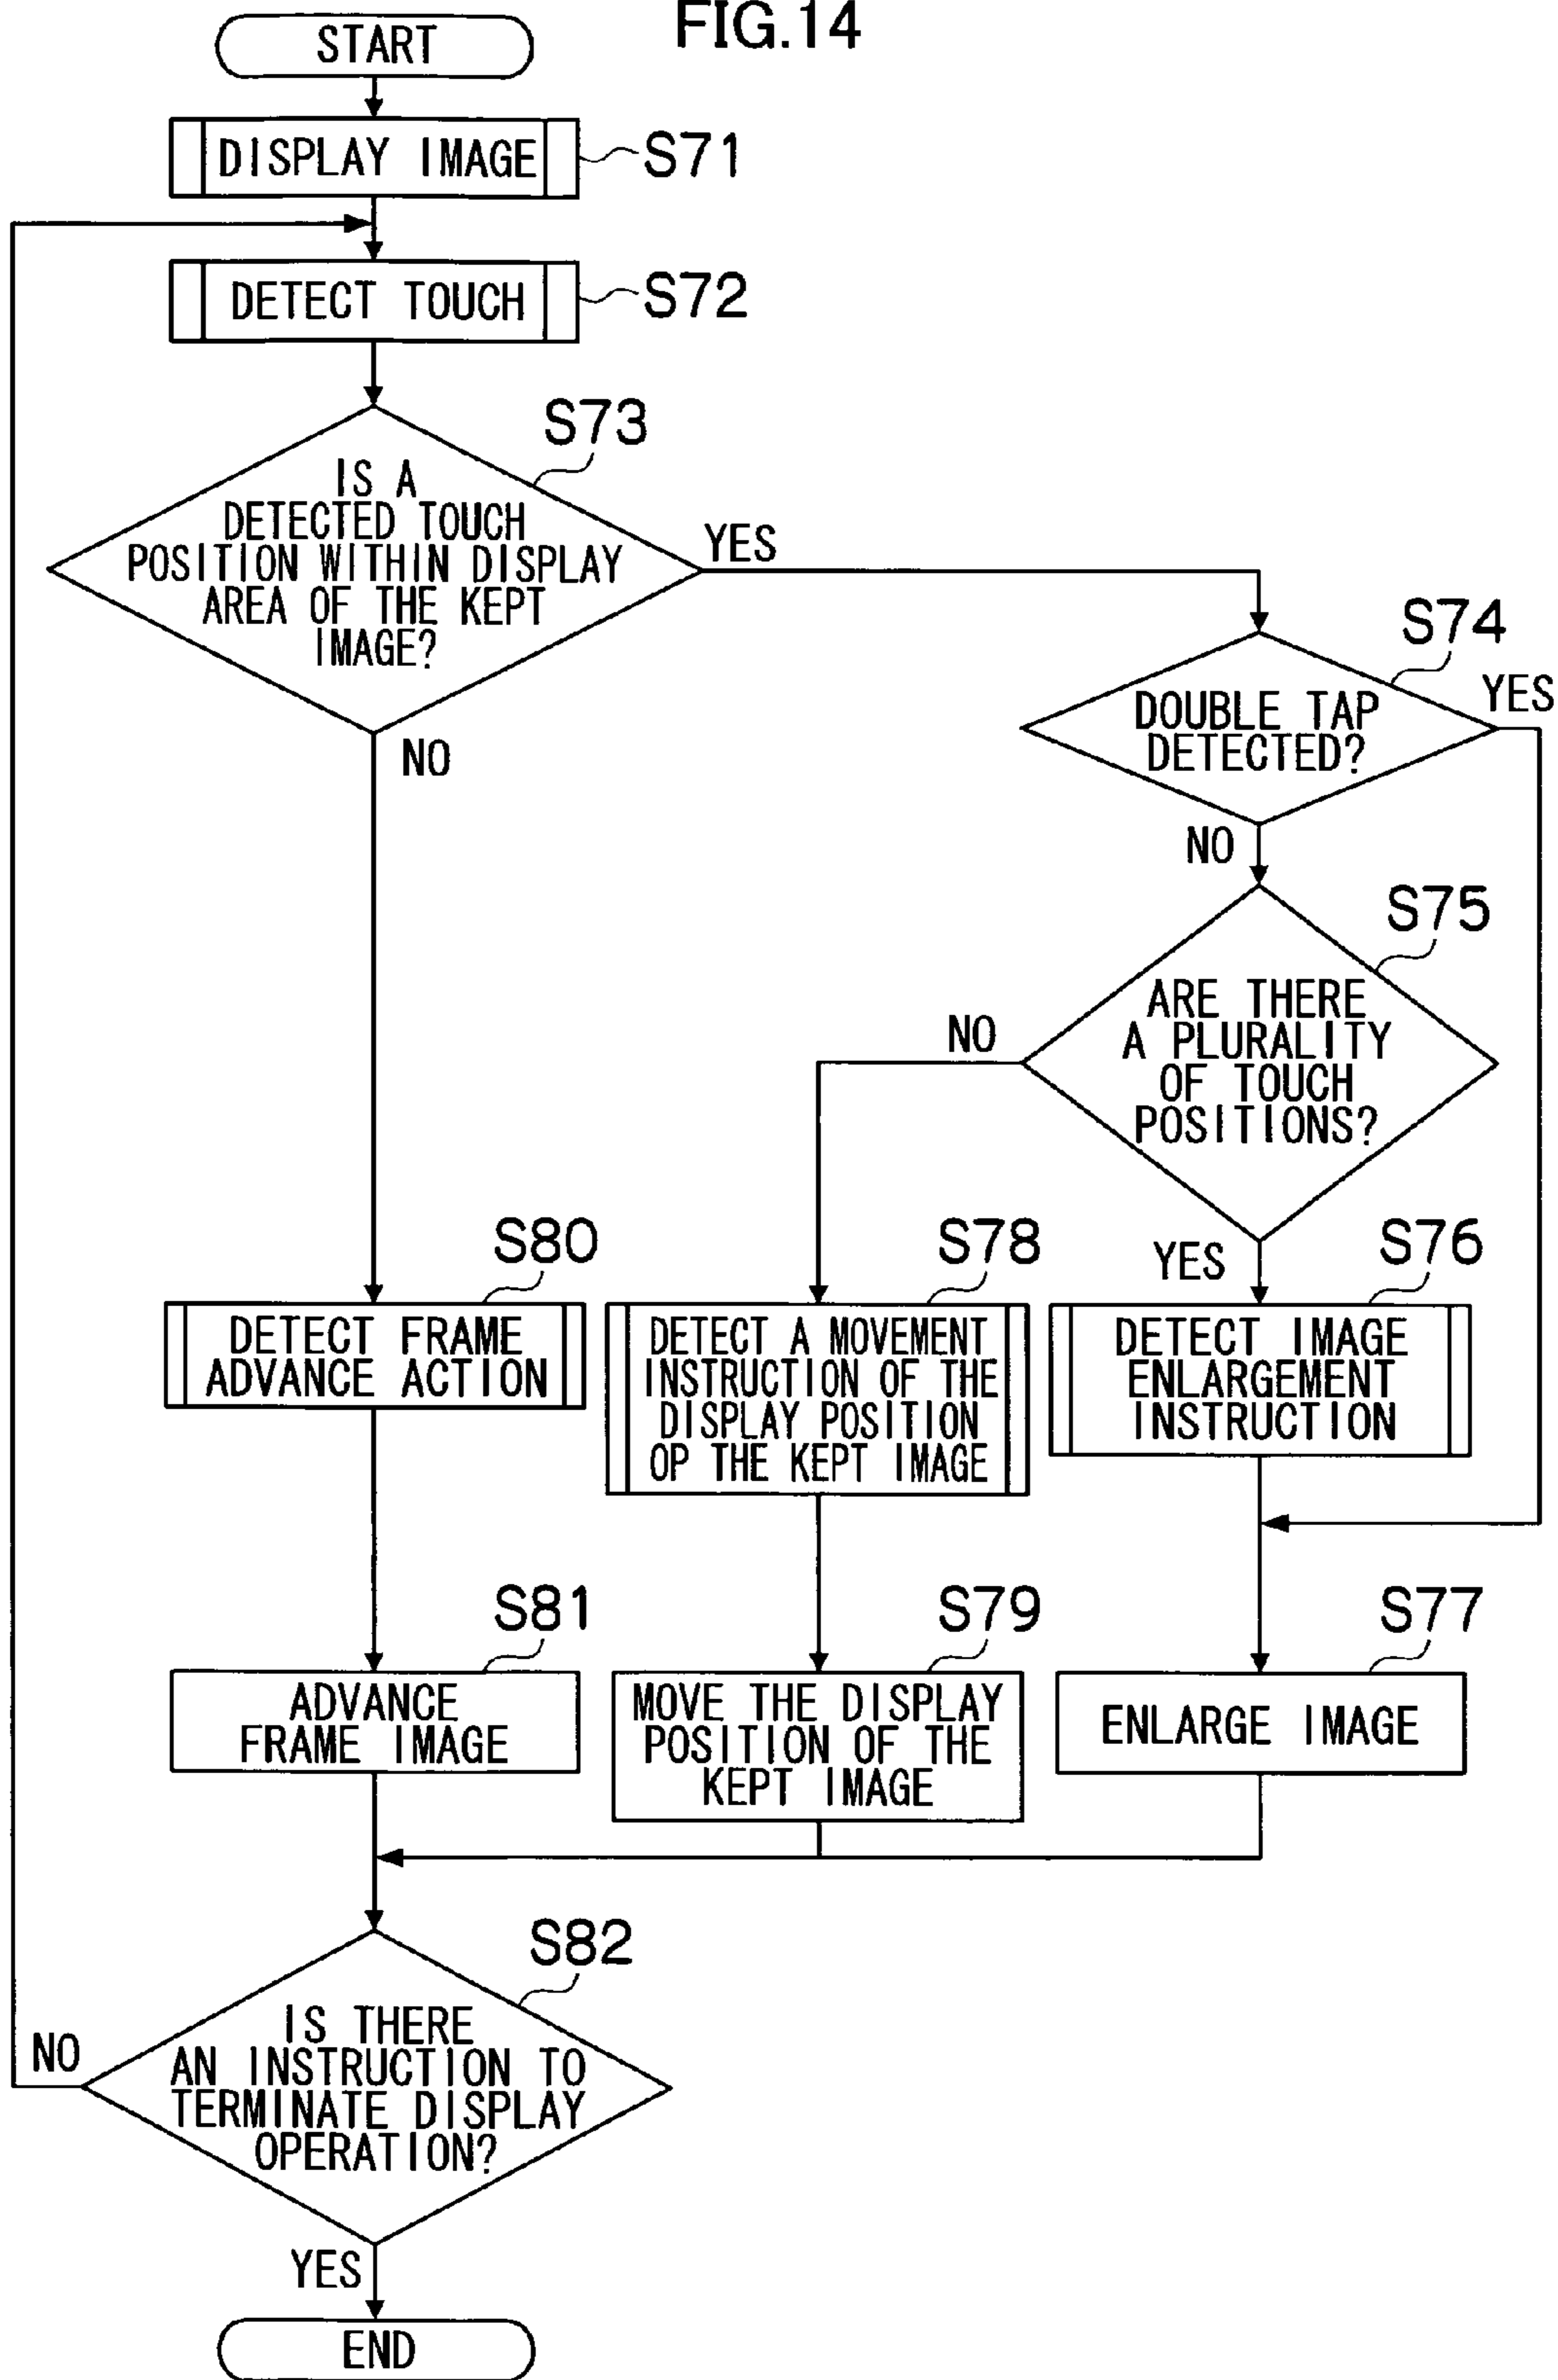 FIG.14
START
DISPLAY IMAGE
S71
DETECT TOUCH
S72
S73
IS A
DETECTED TOUCH
POSITION WITHIN DISPLAY
AREA OF THE KEPT
IMAGE?
YES
NO
S74
DOUBLE TAP
DETECTED?
YES
NO
S75
ARE THERE
A PLURALITY
OF TOUCH
POSITIONS?
NO
YES
S80
DETECT FRAME
ADVANCE ACTION
S78
DETECT A MOVEMENT
INSTRUCTION OF THE
DISPLAY POSITION
OP THE KEPT IMAGE
S76
DETECT IMAGE
ENLARGEMENT
INSTRUCTION
S81
ADVANCE
FRAME IMAGE
S79
MOVE THE DISPLAY
POSITION OF THE
KEPT IMAGE
S77
ENLARGE IMAGE
S82
IS THERE
AN INSTRUCTION TO
TERMINATE DISPLAY
OPERATION?
NO
YES
END